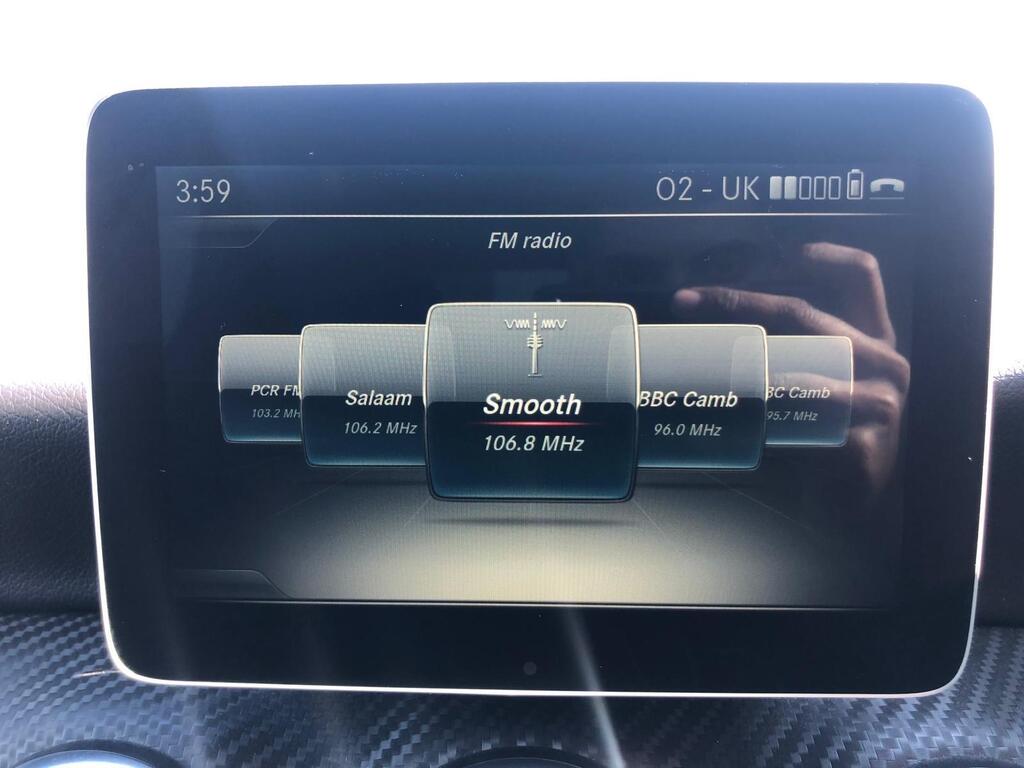 3:59
O2 - UK
FM radio
PCR FM
103.2 MH
Salaam
106.2 MHz
Smooth
106.8 MHz
BBC Camb
96.0 MHz
BC Camb
95.7 MHz